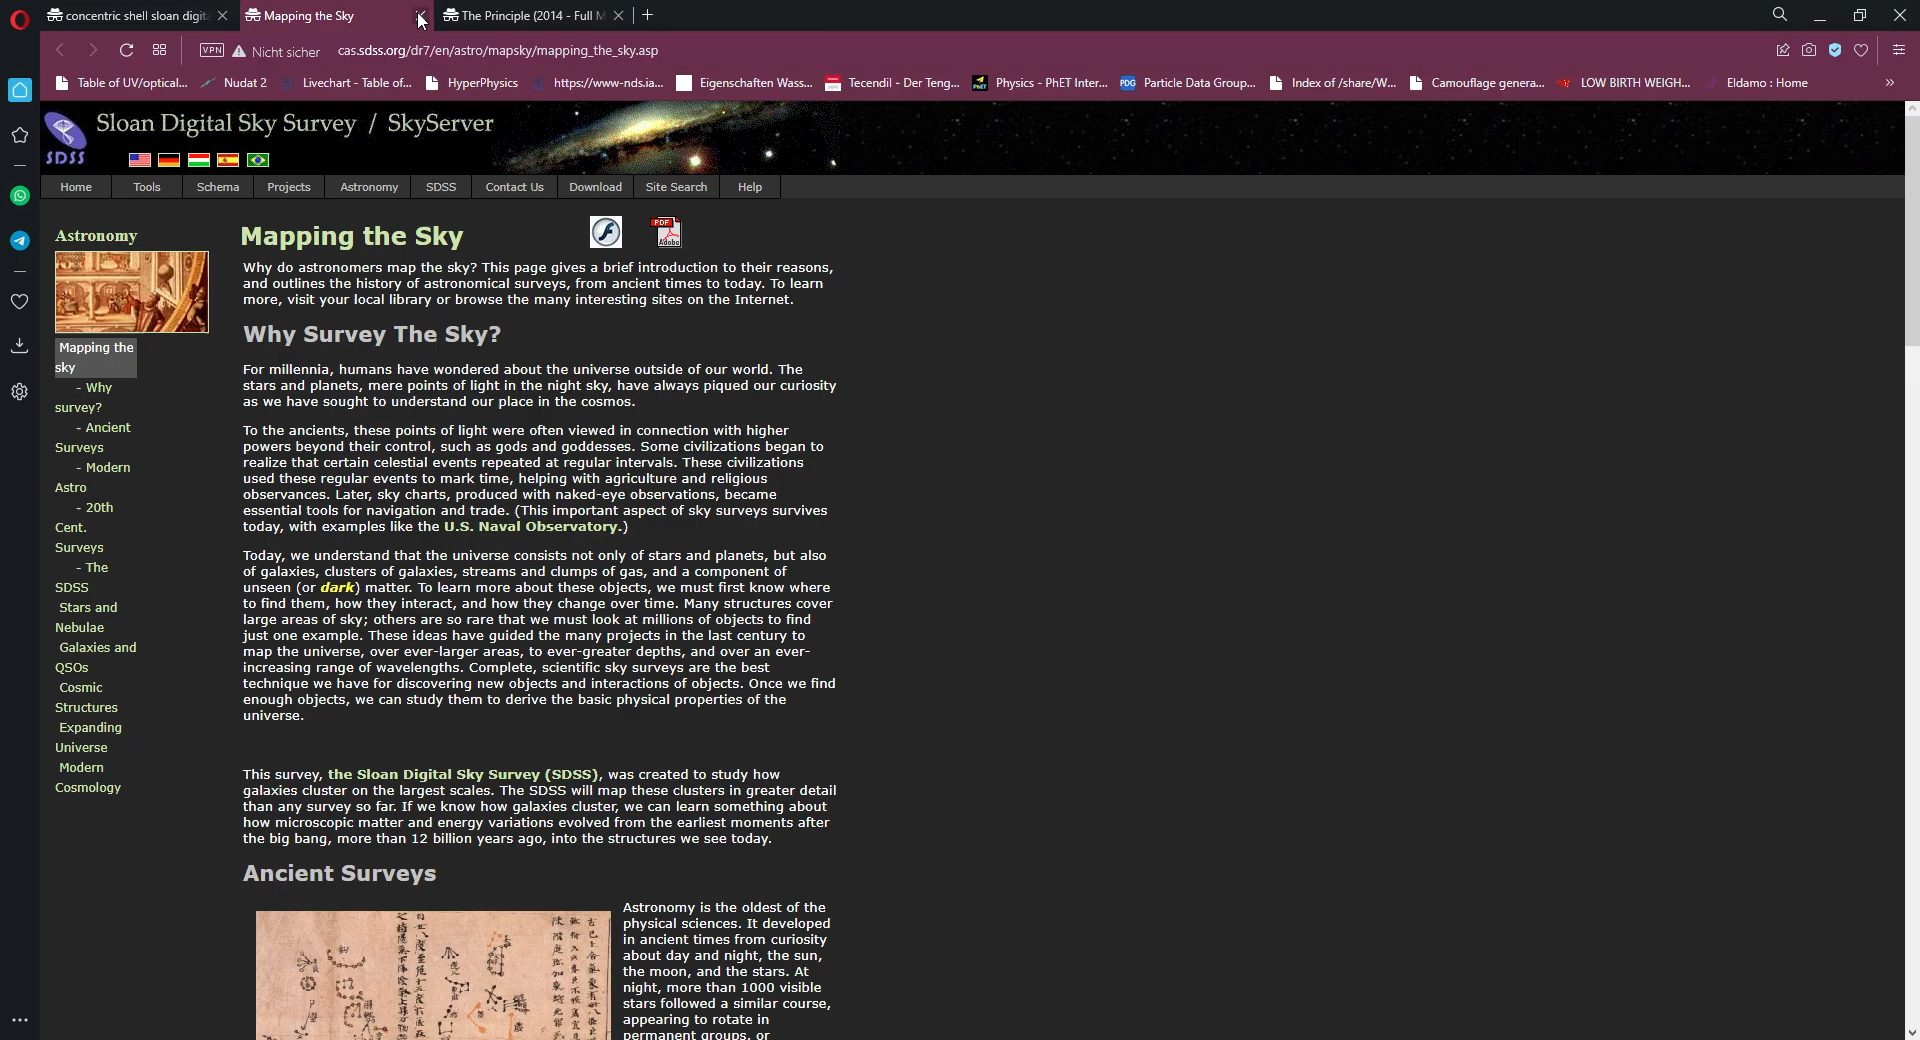 concentric shell sloan digit
Mapping the Sky
The Principle (2014 - Full M
VPN
Nicht sicher
cas.sdss.org/dr7/en/astro/mapsky/mapping_the_sky.asp
Table of UV/optical...
Nudat 2
Livechart - Table of...
HyperPhysics
https://www-nds.ia...
Eigenschaften Wass...
Tecendil - Der Teng...
Physics - PhET Inter...
PDG
Particle Data Group...
Index of /share/W...
Camouflage genera...
LOW BIRTH WEIGH...
Eldamo : Home
Sloan Digital Sky Survey / SkyServer
SDSS
Home
Tools
Schema
Projects
Astronomy
SDSS
Contact Us
Download
Site Search
Help
Astronomy
Mapping the
sky
- Why
survey?
- Ancient
Surveys
- Modern
Astro
- 20th
Cent.
Surveys
- The
SDSS
Stars and
Nebulae
Galaxies and
QSOs
Cosmic
Structures
Expanding
Universe
Modern
Cosmology
Mapping the Sky
PDF
Adobe
Why do astronomers map the sky? This page gives a brief introduction to their reasons,
and outlines the history of astronomical surveys, from ancient times to today. To learn
more, visit your local library or browse the many interesting sites on the Internet.
Why Survey The Sky?
For millennia, humans have wondered about the universe outside of our world. The
stars and planets, mere points of light in the night sky, have always piqued our curiosity
as we have sought to understand our place in the cosmos.
To the ancients, these points of light were often viewed in connection with higher
powers beyond their control, such as gods and goddesses. Some civilizations began to
realize that certain celestial events repeated at regular intervals. These civilizations
used these regular events to mark time, helping with agriculture and religious
observances. Later, sky charts, produced with naked-eye observations, became
essential tools for navigation and trade. (This important aspect of sky surveys survives
today, with examples like the U.S. Naval Observatory.)
Today, we understand that the universe consists not only of stars and planets, but also
of galaxies, clusters of galaxies, streams and clumps of gas, and a component of
unseen (or dark) matter. To learn more about these objects, we must first know where
to find them, how they interact, and how they change over time. Many structures cover
large areas of sky; others are so rare that we must look at millions of objects to find
just one example. These ideas have guided the many projects in the last century to
map the universe, over ever-larger areas, to ever-greater depths, and over an ever-
increasing range of wavelengths. Complete, scientific sky surveys are the best
technique we have for discovering new objects and interactions of objects. Once we find
enough objects, we can study them to derive the basic physical properties of the
universe.
This survey, the Sloan Digital Sky Survey (SDSS), was created to study how
galaxies cluster on the largest scales. The SDSS will map these clusters in greater detail
than any survey so far. If we know how galaxies cluster, we can learn something about
how microscopic matter and energy variations evolved from the earliest moments after
the big bang, more than 12 billion years ago, into the structures we see today.
Ancient Surveys
Astronomy is the oldest of the
physical sciences. It developed
in ancient times from curiosity
about day and night, the sun,
the moon, and the stars. At
night, more than 1000 visible
stars followed a similar course,
appearing to rotate in
permanent groups, or